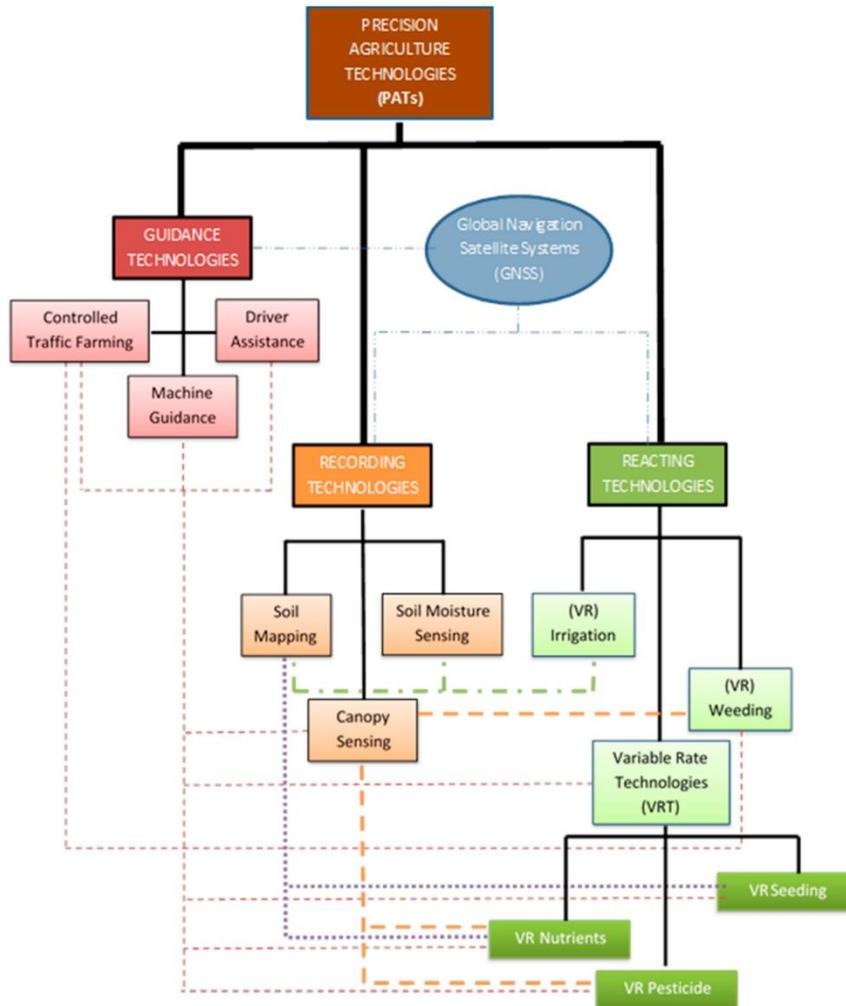 PRECISION
AGRICULTURE
TECHNOLOGIES
(PATs)
GUIDANCE
TECHNOLOGIES
Global Navigation
Satellite Systems
(GNSS)
Controlled
Traffic Farming
Driver
Assistance
Machine
Guidance
RECORDING
TECHNOLOGIES
REACTING
TECHNOLOGIES
Soil
Mapping
Soil Moisture
Sensing
(VR)
Irrigation
(VR)
Weeding
Canopy
Sensing
Variable Rate
Technologies
(VRT)
VR Seeding
VR Nutrients
VR Pesticide